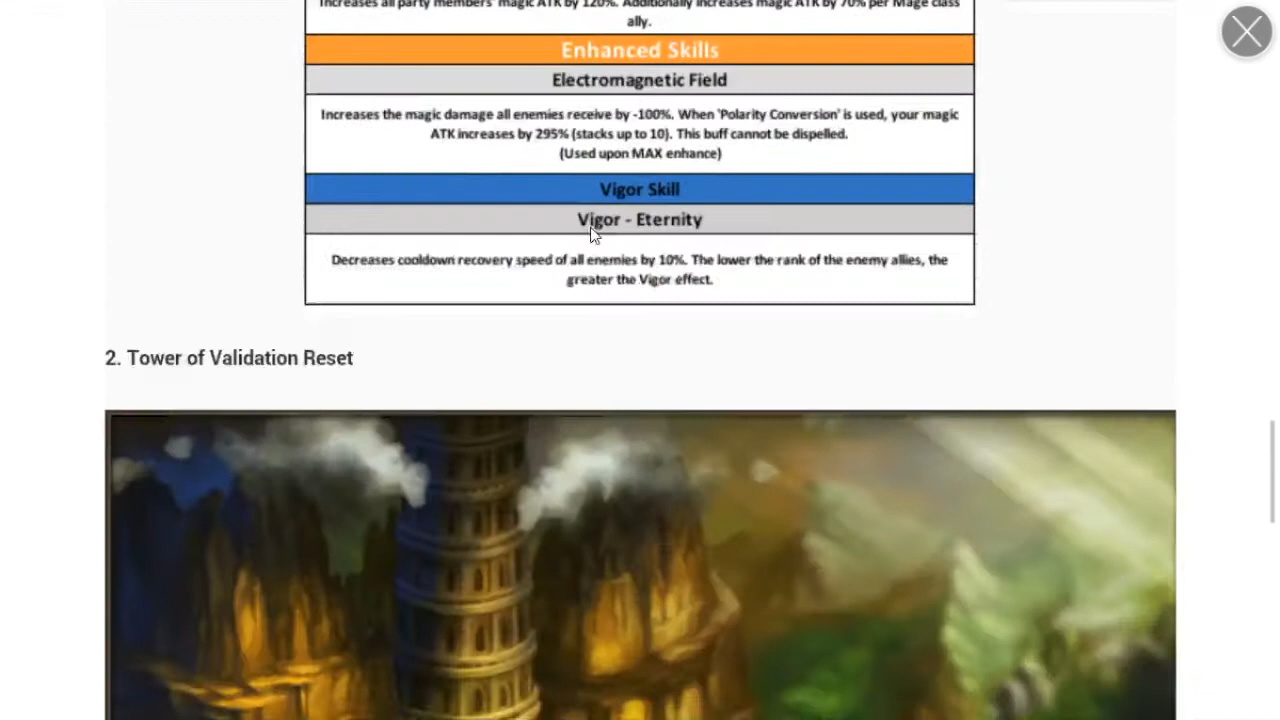 Increases all party members' magic ATK by 120%. Additionally increases magic ATK by 70% per Mage class
ally.
Enhanced Skills
Electromagnetic Field
Increases the magic damage all enemies receive by -100%. When 'Polarity Conversion' is used, your magic
ATK increases by 295% (stacks up to 10). This buff cannot be dispelled.
(Used upon MAX enhance)
Vigor Skill
Vigor - Eternity
Decreases cooldown recovery speed of all enemies by 10%. The lower the rank of the enemy allies, the
greater the Vigor effect.
2. Tower of Validation Reset